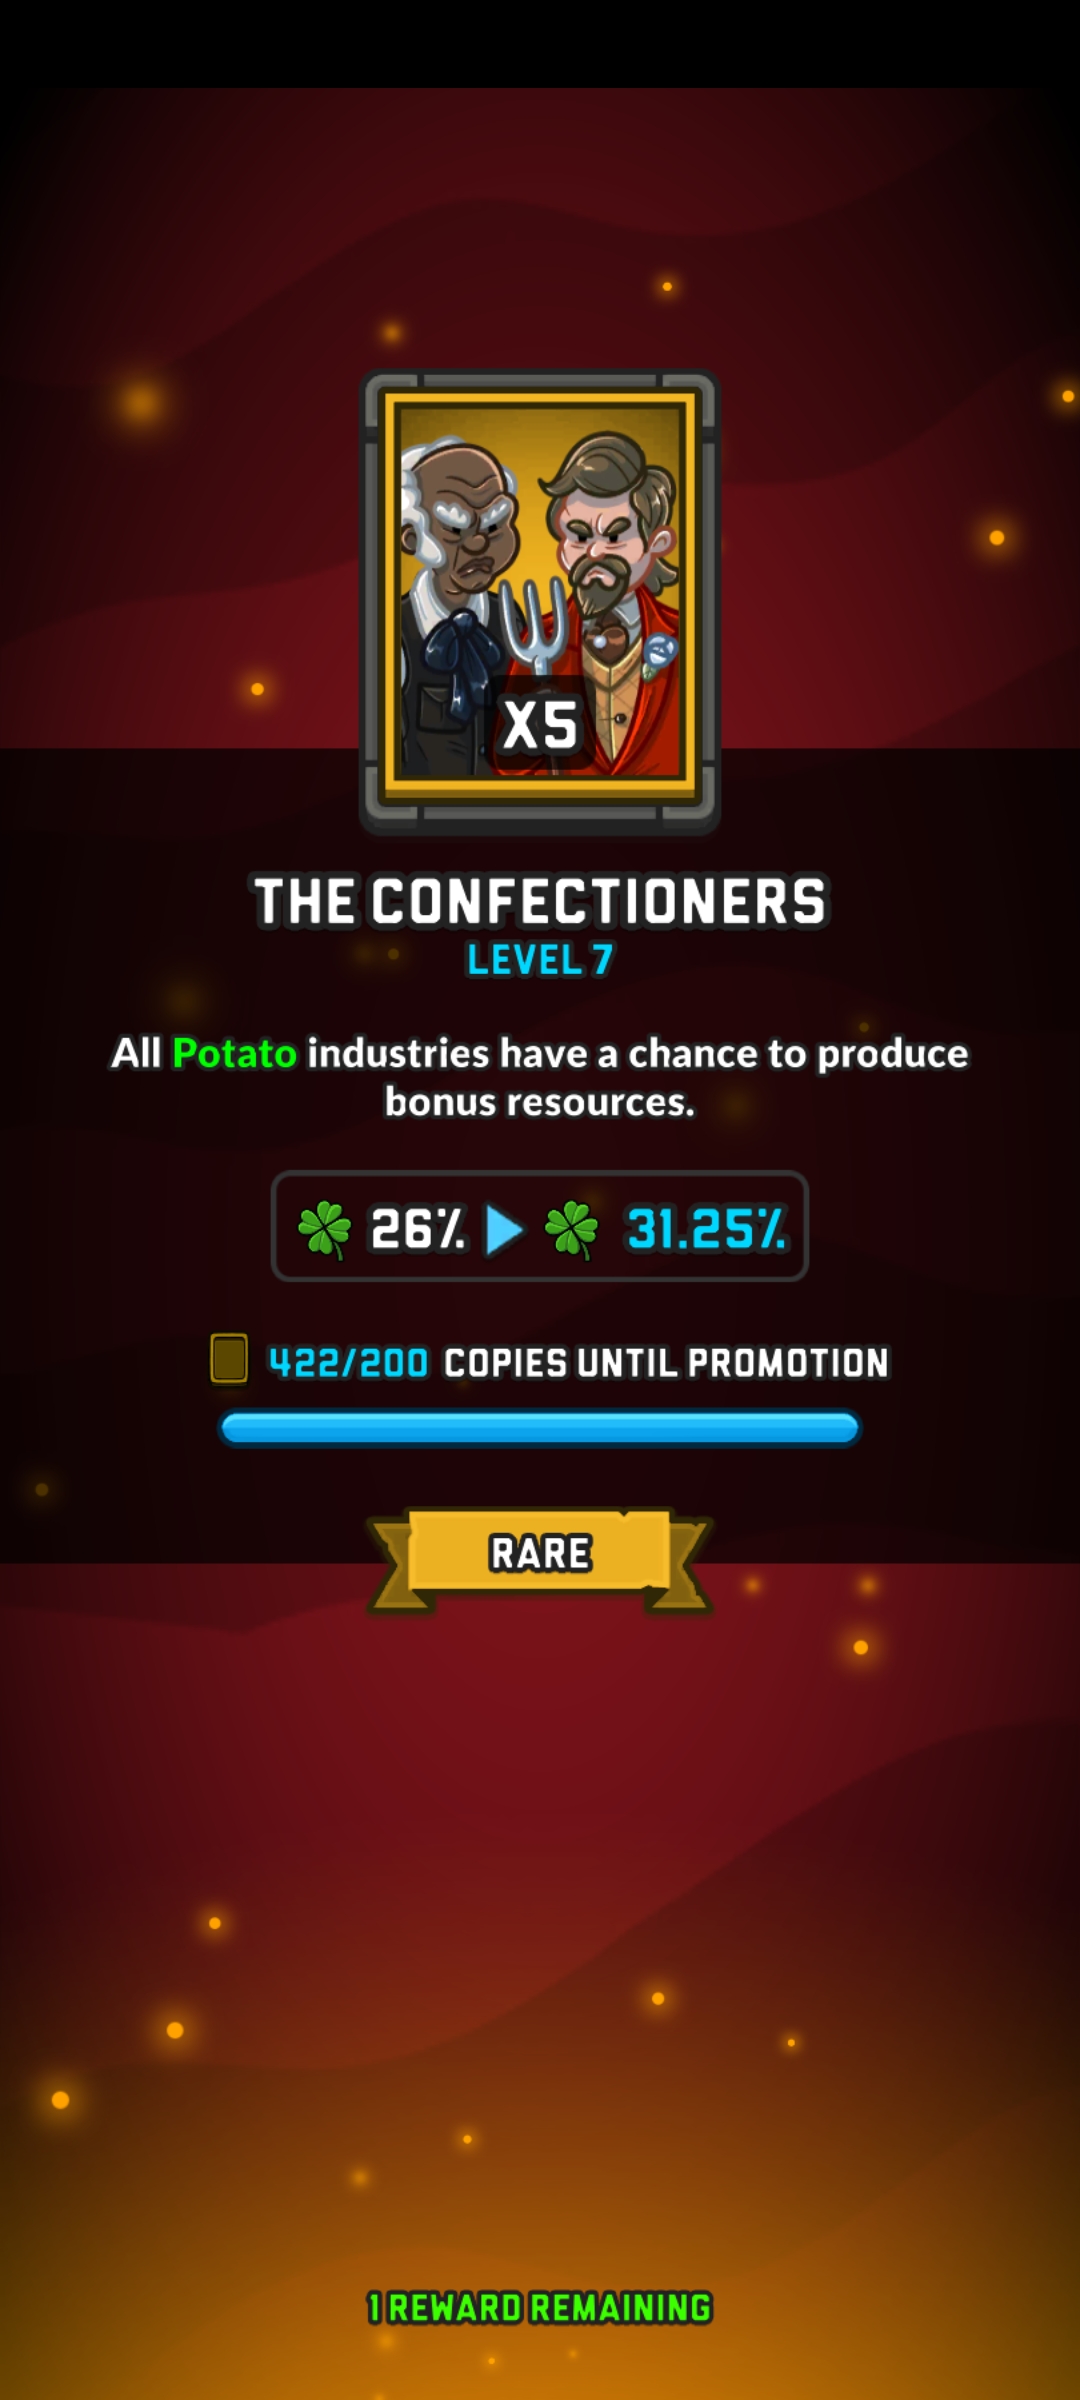 X5
THE CONFECTIONERS
LEVEL 7
All Potato industries have a chance to produce
bonus resources.
26% 31.25%
422/200 COPIES UNTIL PROMOTION
RARE
1 REWARD REMAINING